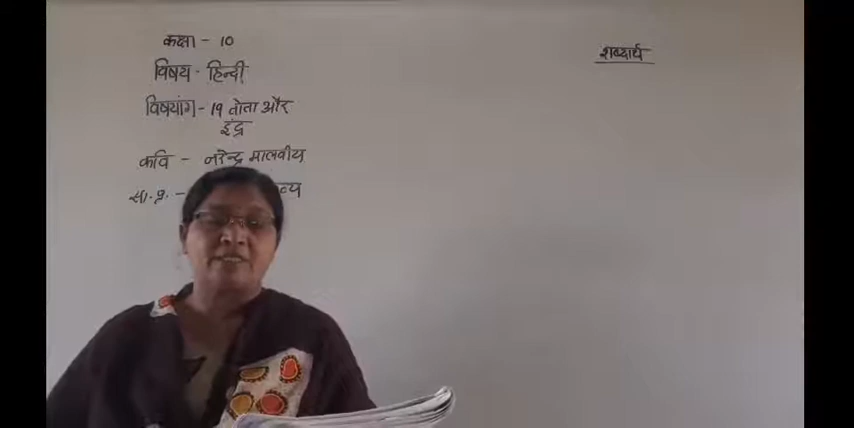 कक्षा - 10
विषय - हिन्दी
विषयांग - 19 तोता और
इंद्र
कवि - नरेन्द्र मालवीय
सा. प्र. -
शब्दार्थ